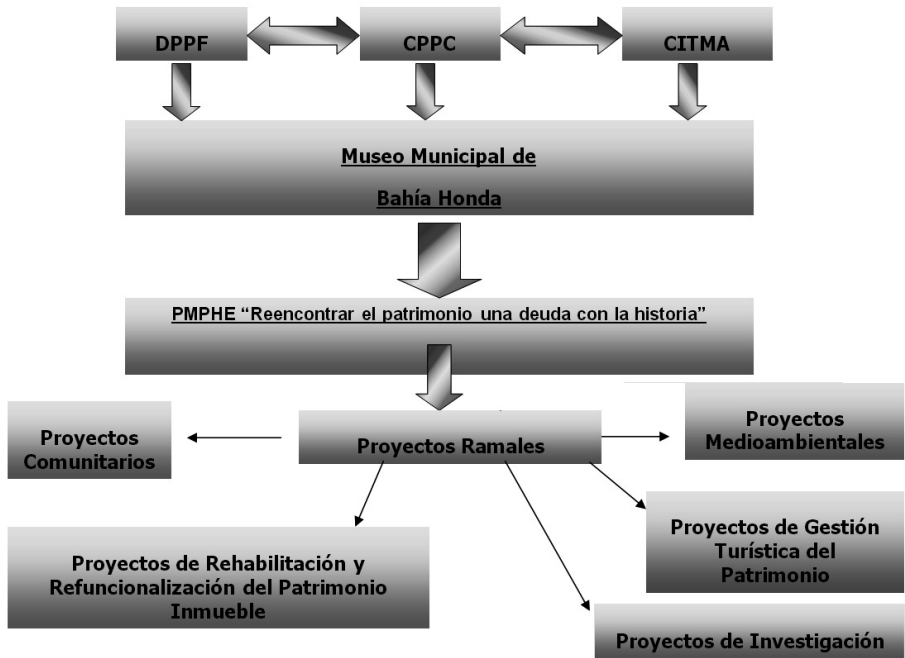 DPPF
CPPC
CITMA
Museo Municipal de
Bahía Honda
PMPHE “Reencontrar el patrimonio una deuda con la historia”
Proyectos
Comunitarios
Proyectos Ramales
Proyectos
Medioambientales
Proyectos de Rehabilitación y
Refuncionalización del Patrimonio
Inmueble
Proyectos de Gestión
Turística del
Patrimonio
Proyectos de Investigación